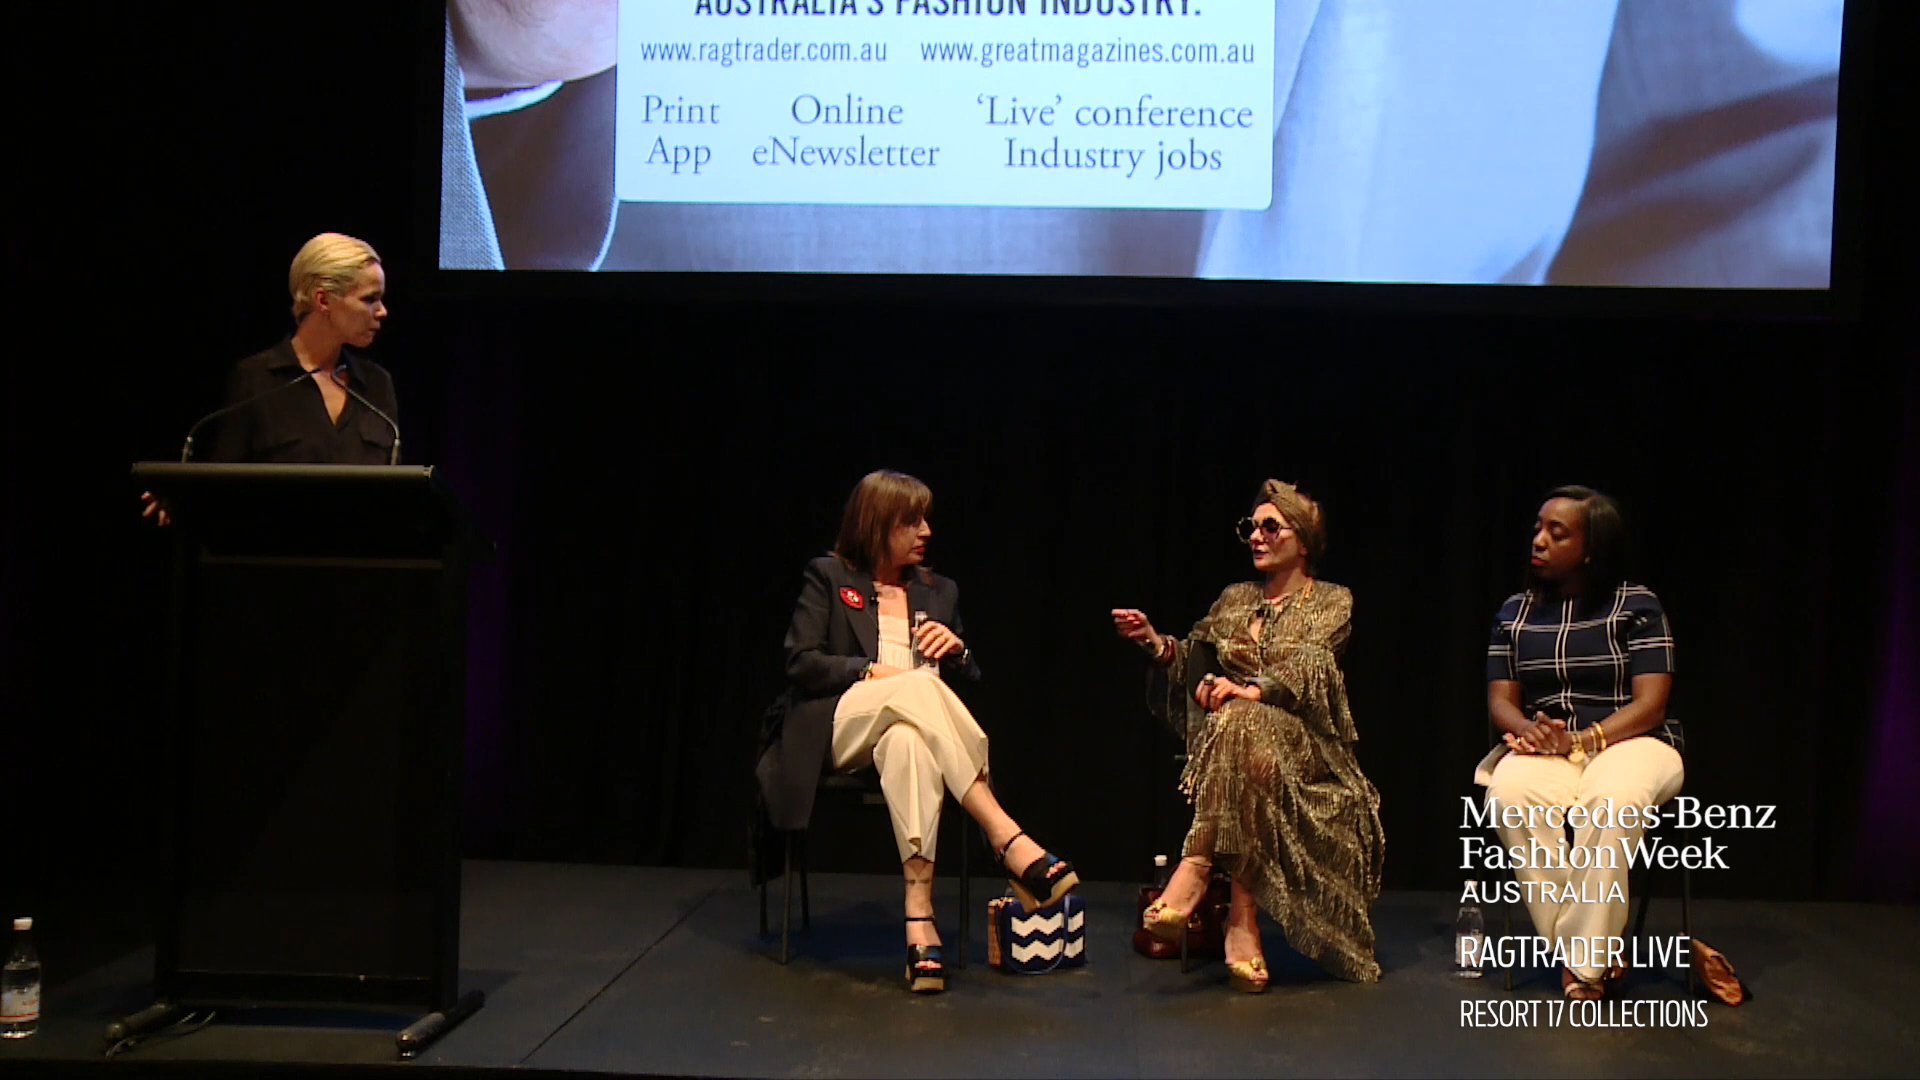 AUSTRALIA'S FASHION INDUSTRY.
www.ragtrader.com.au www.greatmagazines.com.au
Print Online 'Live' conference
App eNewsletter Industry jobs
Mercedes-Benz
FashionWeek
AUSTRALIA
RAGTRADER LIVE
RESORT 17 COLLECTIONS